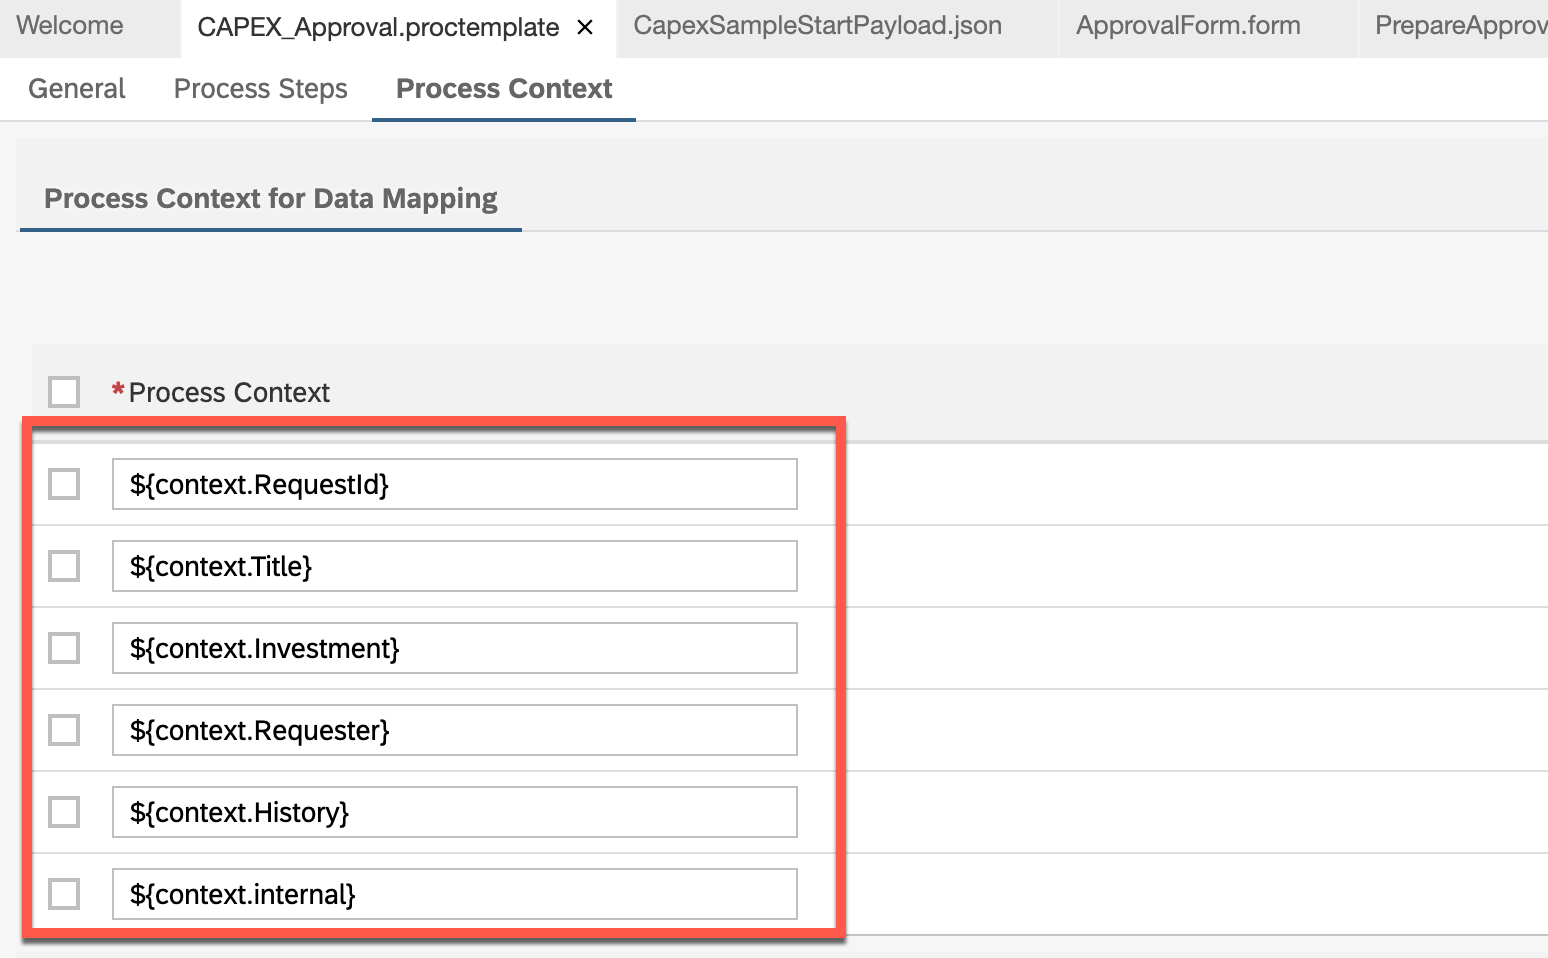 Welcome CAPEX_Approval.proctemplate × CapexSampleStartPayload.json ApprovalForm.form PrepareApprov
General Process Steps Process Context
Process Context for Data Mapping
*Process Context
${context.RequestId}
${context.Title}
${context.Investment}
${context.Requester}
${context.History}
${context.internal}